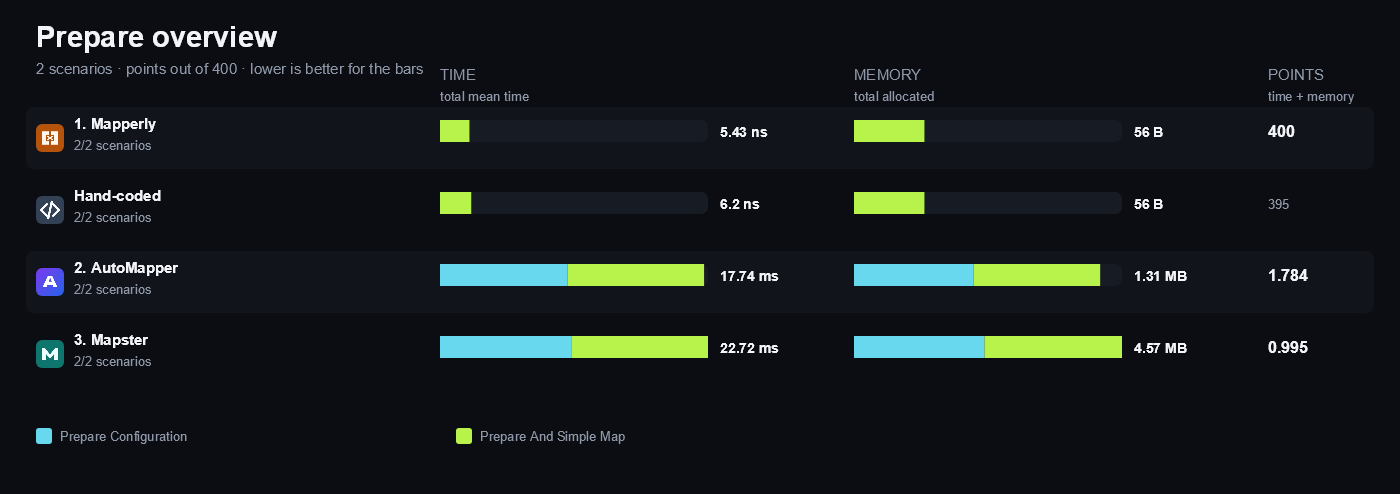 Prepare overview
2 scenarios · points out of 400 · lower is better for the bars
TIME
total mean time
MEMORY
total allocated
POINTS
time + memory
1. Mapperly
2/2 scenarios
5.43 ns
56 B
400
Hand-coded
2/2 scenarios
6.2 ns
56 B
395
A
2. AutoMapper
2/2 scenarios
17.74 ms
1.31 MB
1.784
M
3. Mapster
2/2 scenarios
22.72 ms
4.57 MB
0.995
Prepare Configuration
Prepare And Simple Map